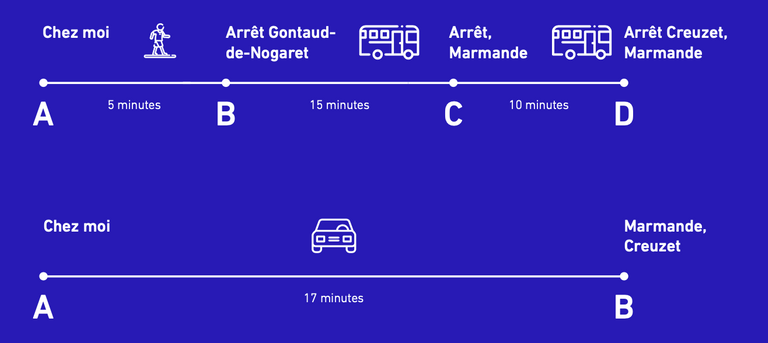 Chez moi
Arrêt Gontaud-
de-Nogaret
Arrêt,
Marmande
Arrêt Creuzet,
Marmande
5 minutes
15 minutes
10 minutes
A
B
C
D
Chez moi
Marmande,
Creuzet
17 minutes
A
B